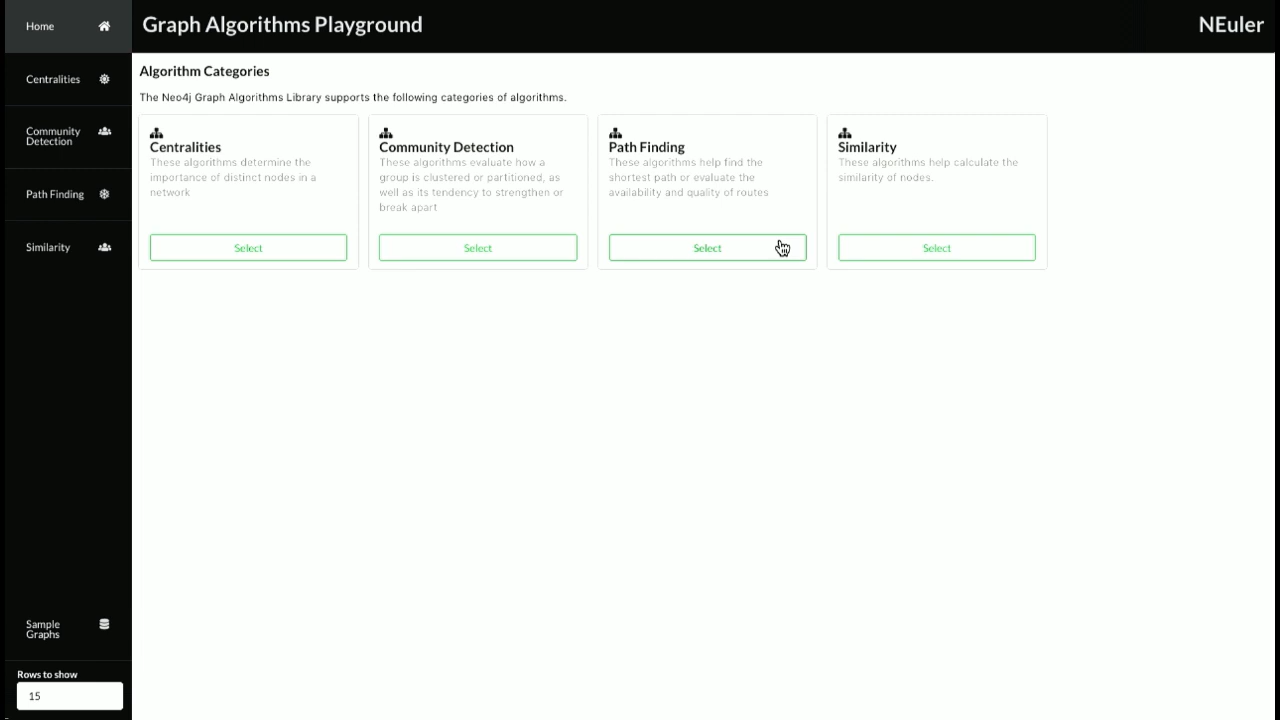 Home
Graph Algorithms Playground
NEuler
Centralities
Community
Detection
Path Finding
Similarity
Algorithm Categories
The Neo4j Graph Algorithms Library supports the following categories of algorithms.
Centralities
These algorithms determine the
importance of distinct nodes in a
network
Select
Community Detection
These algorithms evaluate how a
group is clustered or partitioned, as
well as its tendency to strengthen or
break apart
Select
Path Finding
These algorithms help find the
shortest path or evaluate the
availability and quality of routes
Select
Similarity
These algorithms help calculate the
similarity of nodes.
Select
Sample
Graphs
Rows to show
15